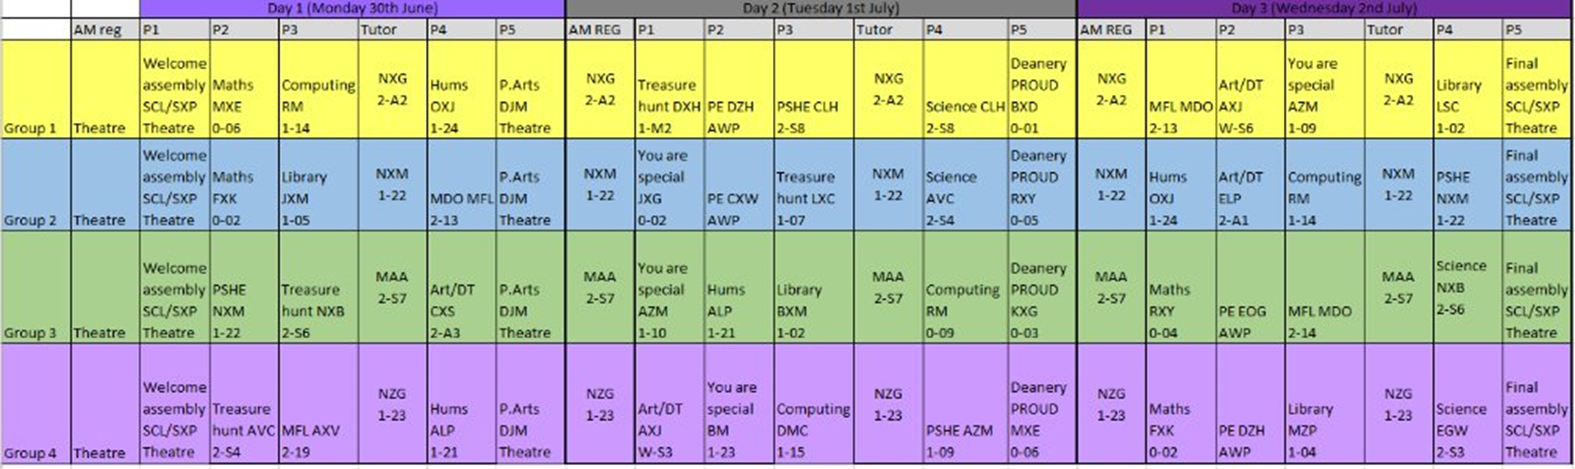 Day 1 (Monday 30th June) Day 2 (Tuesday 1st July) Day 3 (Wednesday 2nd July)
AM reg P1 P2 P3 Tutor P4 P5 AM REG P1 P2 P3 Tutor P4 P5 AM REG P1 P2 P3 Tutor P4 P5
Welcome Deanery You are Final
assembly Maths Computing NXG Hums P.Arts NXG Treasure NXG PROUD NXG Art/DT special NXG Library assembly
SCL/SXP MXE RM 2-A2 OXJ DJM 2-A2 hunt DXH PE DZH PSHE CLH 2-A2 Science CLH BXD 2-A2 MFL MDO AXJ AZM 2-A2 LSC SCL/SXP
Group 1 Theatre Theatre 0-06 1-14 1-24 Theatre 1-M2 AWP 2-S8 2-S8 0-01 2-13 W-S6 1-09 1-02 Theatre
Welcome You are Deanery Final
assembly Maths Library NXM P.Arts NXM special Treasure NXM Science PROUD NXM Hums Art/DT Computing NXM PSHE assembly
SCL/SXP FXK JXM 1-22 MDO MFL DJM 1-22 JXG PE CXW hunt LXC 1-22 AVC RXY 1-22 OXJ ELP RM 1-22 NXM SCL/SXP
Group 2 Theatre Theatre 0-02 1-05 2-13 Theatre 0-02 AWP 1-07 2-S4 0-05 1-24 2-A1 1-14 1-22 Theatre
Welcome You are Deanery Science Final
assembly PSHE Treasure MAA Art/DT P.Arts MAA special Hums Library MAA Computing PROUD MAA Maths MAA NXB assembly
SCL/SXP NXM hunt NXB 2-S7 CXS DJM 2-S7 AZM ALP BXM 2-S7 RM KXG 2-S7 RXY PE EOG MFL MDO 2-S7 2-S6 SCL/SXP
Group 3 Theatre Theatre 1-22 2-S6 2-A3 Theatre 1-10 1-21 1-02 0-09 0-03 0-04 AWP 2-14 Theatre
Welcome You are Deanery Final
assembly Treasure NZG Hums P.Arts NZG Art/DT special Computing NZG PROUD NZG Maths Library NZG Science assembly
SCL/SXP hunt AVC MFL AXV 1-23 ALP DJM 1-23 AXJ BM DMC 1-23 PSHE AZM MXE 1-23 FXK PE DZH MZP 1-23 EGW SCL/SXP
Group 4 Theatre Theatre 2-S4 2-19 1-21 Theatre W-S3 1-23 1-15 1-09 0-06 0-02 AWP 1-04 2-S3 Theatre